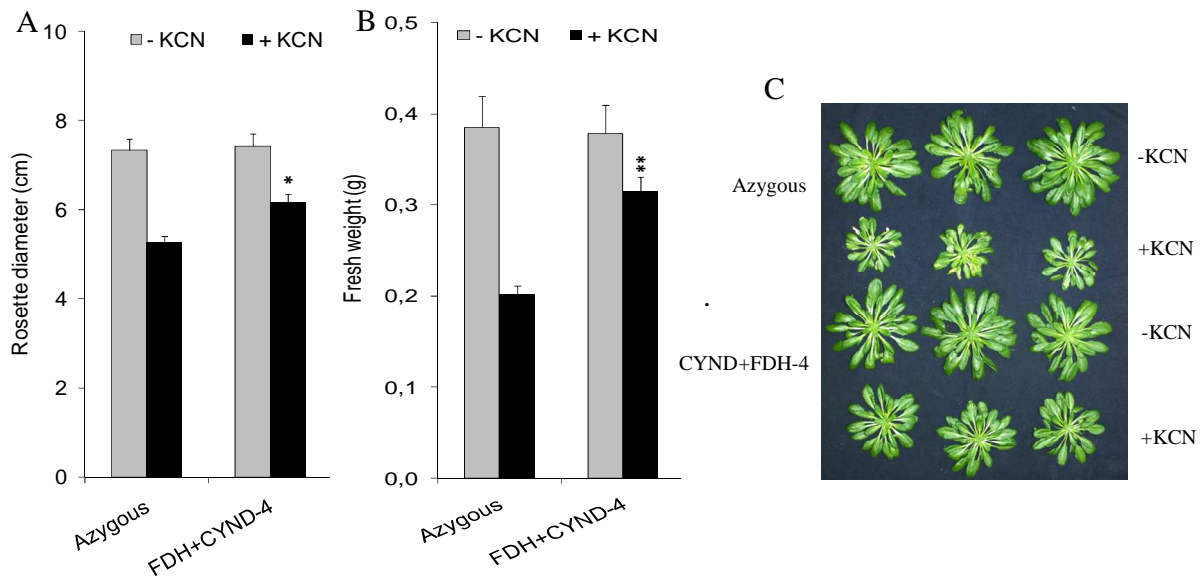 A
10
8
6
4
2
0
Rosette diameter (cm)
- KCN
+ KCN
*
Azygous
FDH+CYND-4
B
0,5
0,4
0,3
0,2
0,1
0,0
Fresh weight (g)
- KCN
+ KCN
**
Azygous
FDH+CYND-4
C
Azygous
CYND+FDH-4
-KCN
+KCN
-KCN
+KCN